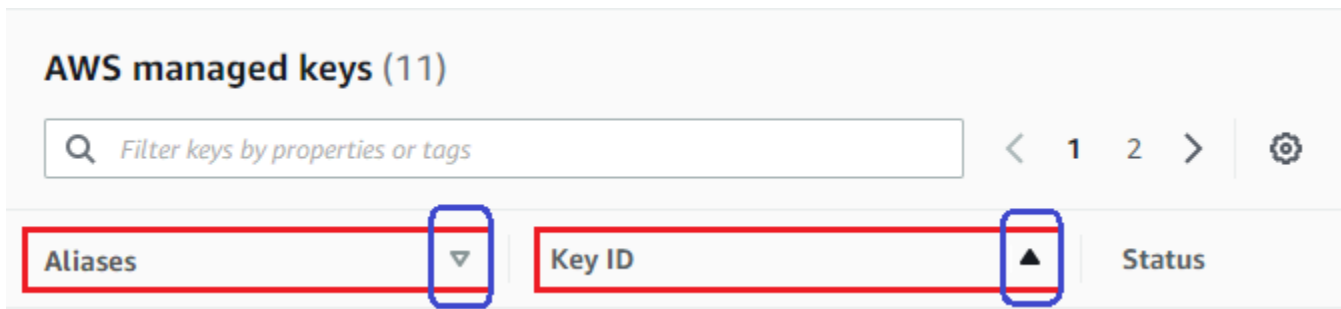 AWS managed keys (11)
Filter keys by properties or tags
1 2
Aliases Key ID Status